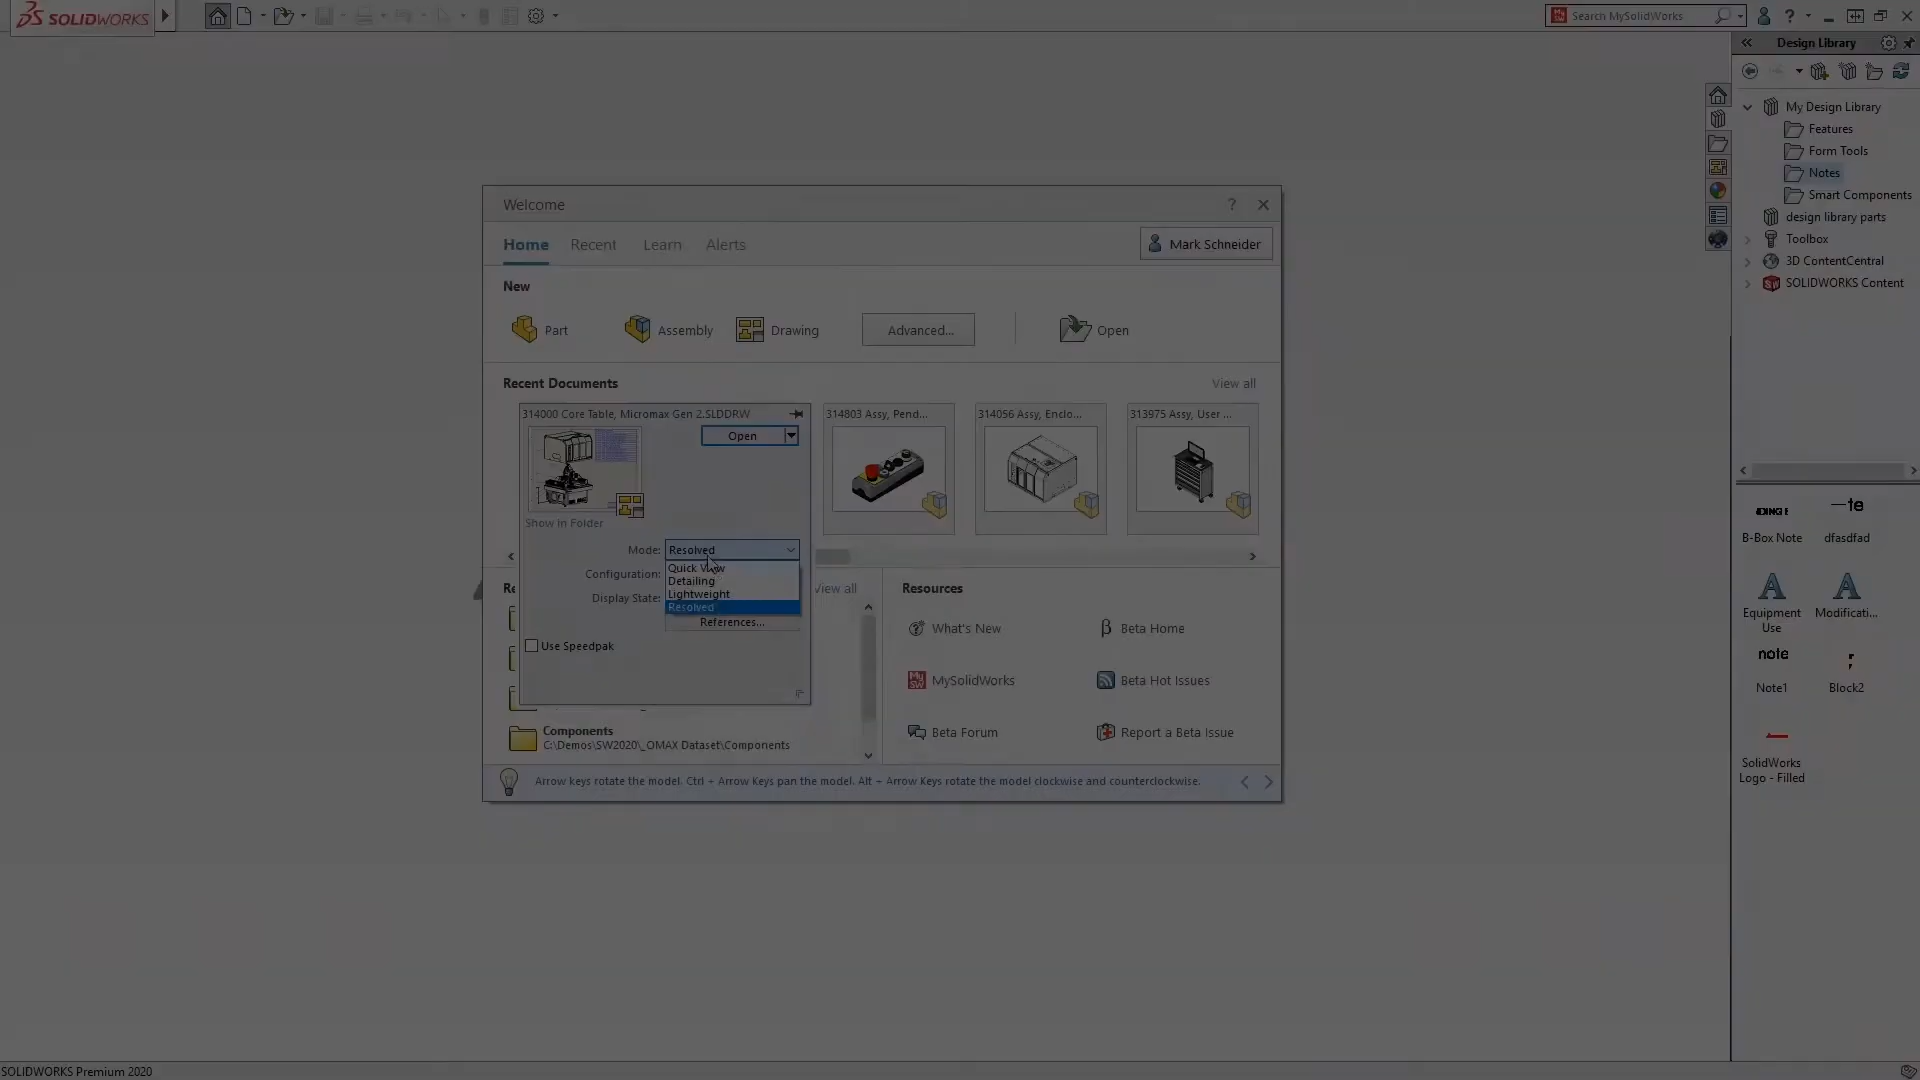 SOLIDWORKS
Search MySolidWorks
?
Design Library
My Design Library
Features
Form Tools
Notes
Smart Components
design library parts
Toolbox
3D ContentCentral
SOLIDWORKS Content
Welcome
?
Home
Recent
Learn
Alerts
Mark Schneider
New
Part
Assembly
Drawing
Advanced...
Open
Recent Documents
View all
314000 Core Table, Micromax Gen 2.SLDDRW
Open
Show in Folder
Mode: Resolved
Quick View
Detailing
Lightweight
Resolved
Configuration:
Display State:
References...
Use Speedpak
314803 Assy, Pend...
314056 Assy, Enclo...
313975 Assy, User ...
Re
View all
Components
C:\Demos\SW2020\_OMAX Dataset\Components
Resources
What's New
β Beta Home
MySolidWorks
Beta Hot Issues
Beta Forum
Report a Beta Issue
Arrow keys rotate the model. Ctrl + Arrow Keys pan the model. Alt + Arrow Keys rotate the model clockwise and counterclockwise.
te
B-Box Note
dfasdfad
A
A
Equipment
Use
Modificati...
note
Note1
Block2
SolidWorks
Logo - Filled
SOLIDWORKS Premium 2020